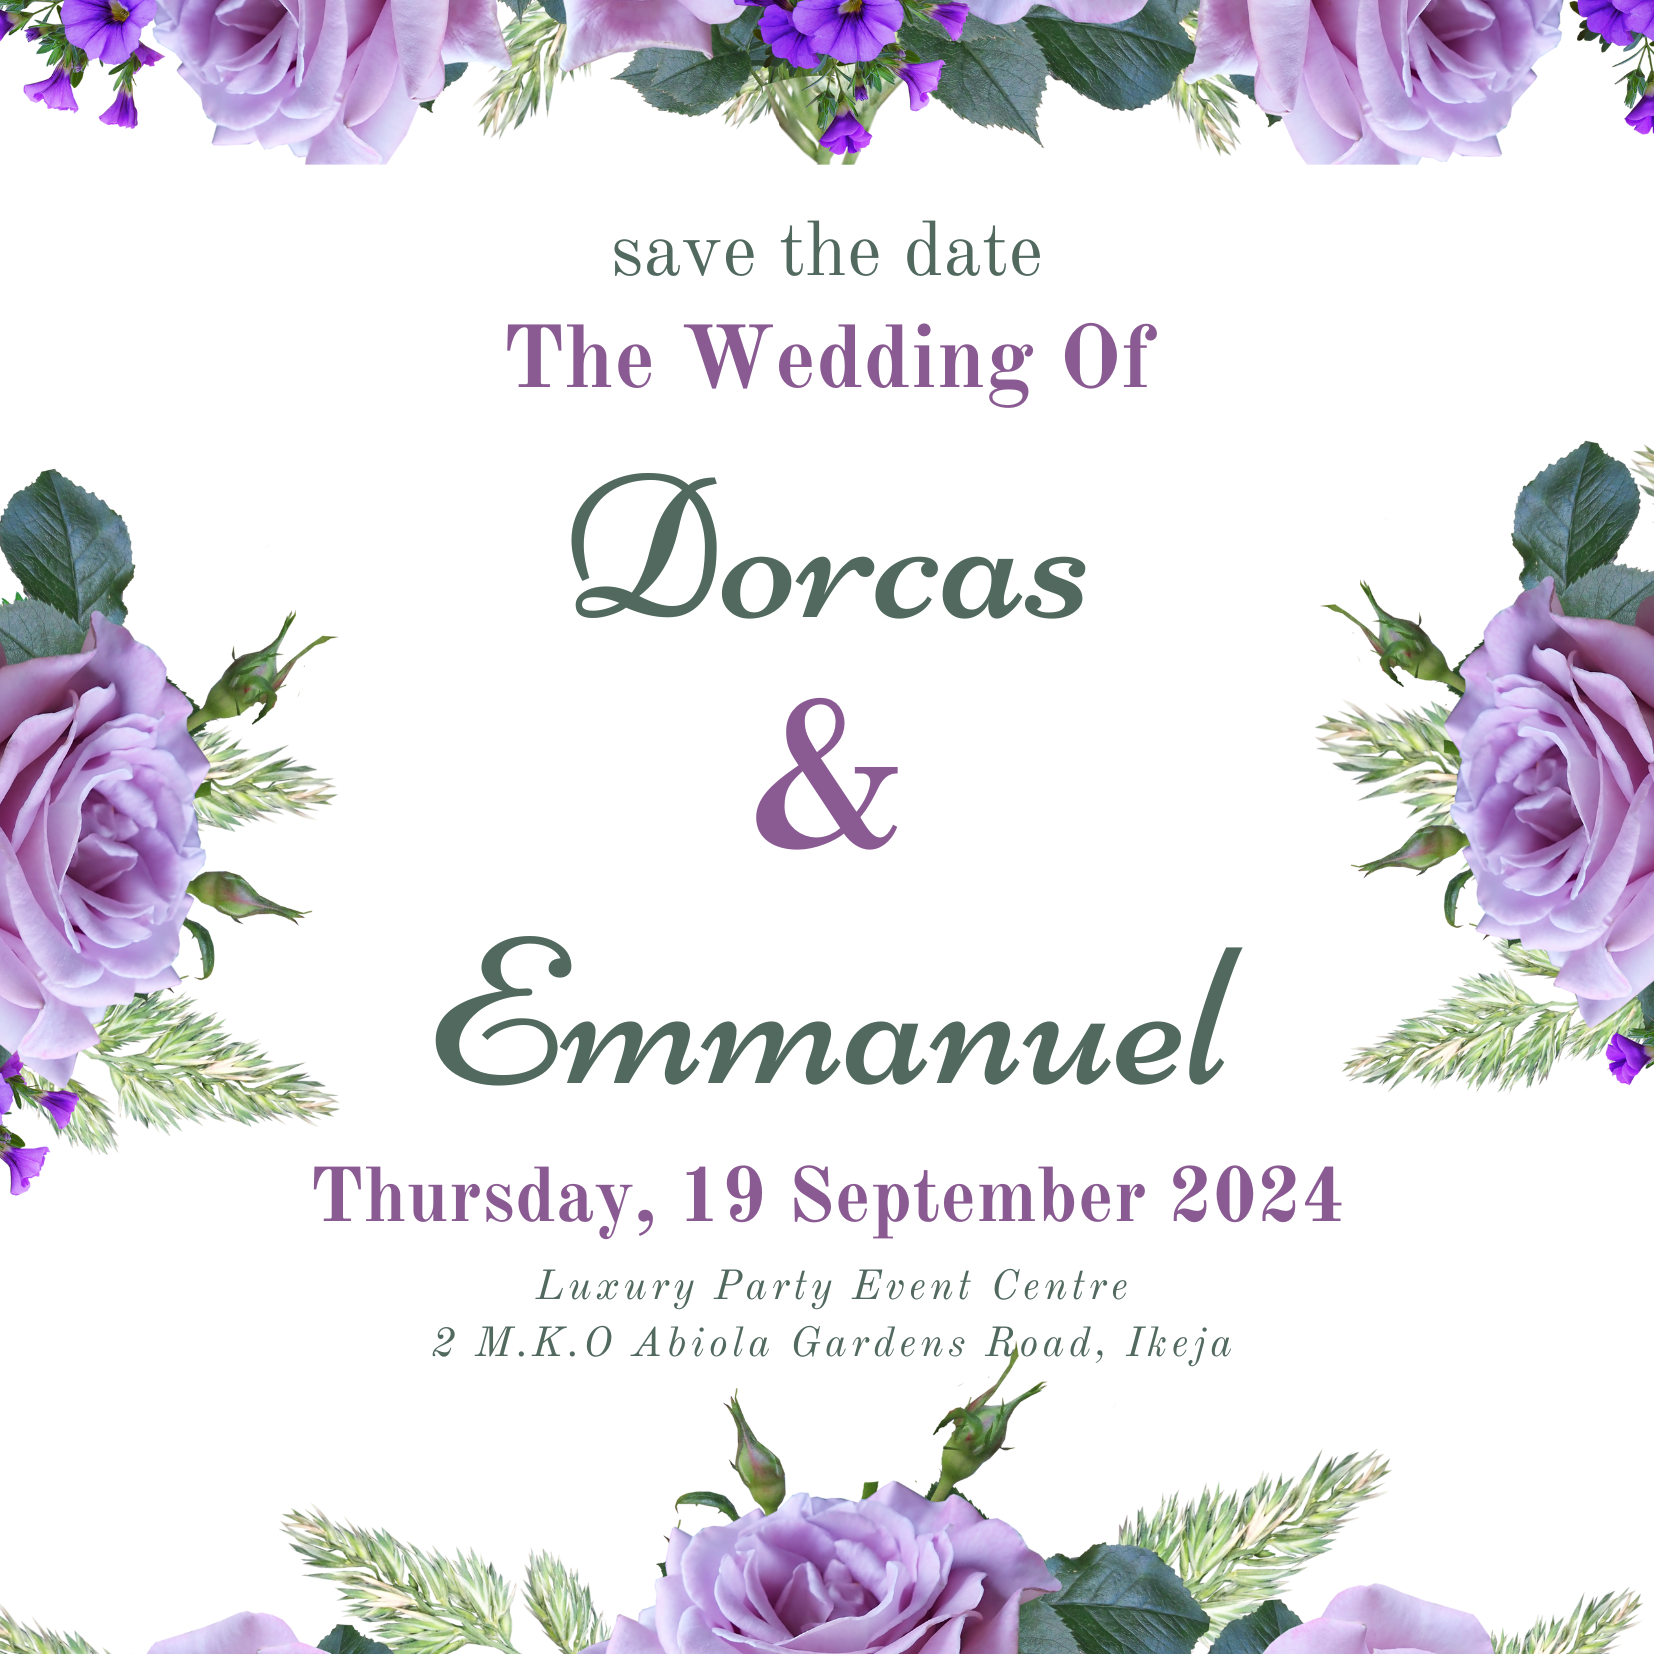 save the date
The Wedding Of
Dorcas
&
Emmanuel
Thursday, 19 September 2024
Luxury Party Event Centre
2 M.K.O Abiola Gardens Road, Ikeja